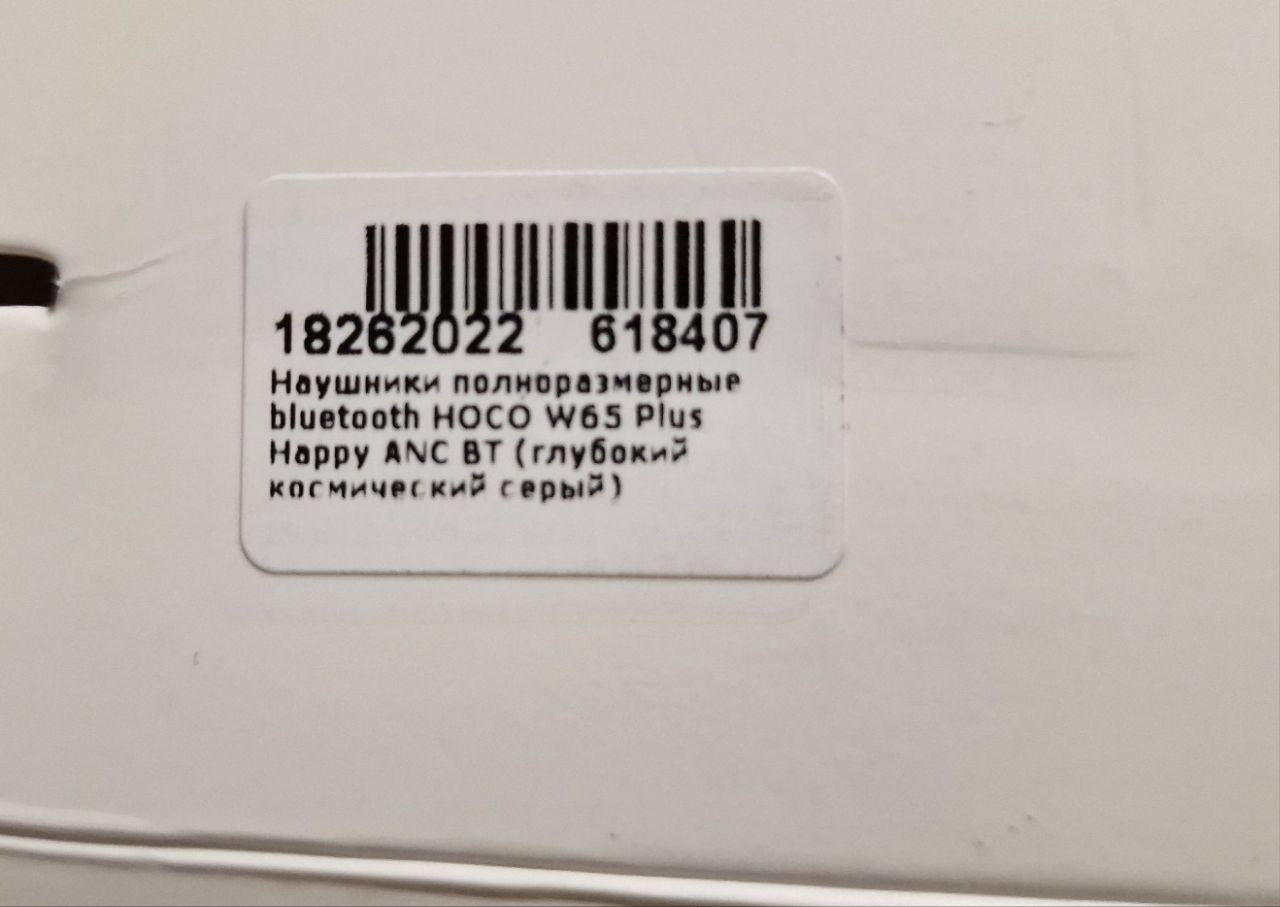 18262022 618407
Наушники полноразмерные
bluetooth HOCO W65 Plus
Happy ANC BT (глубокий
космический серый)